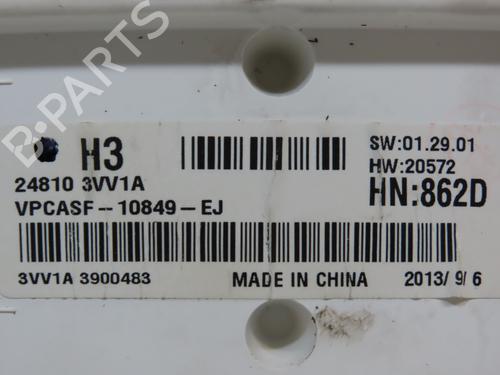 H3
SW:01.29.01
HW:20572
24810 3VV1A
HN:862D
VPCASF-10849-EJ
3VV1A 3900483
MADE IN CHINA
2013/9/6
B-PARTS